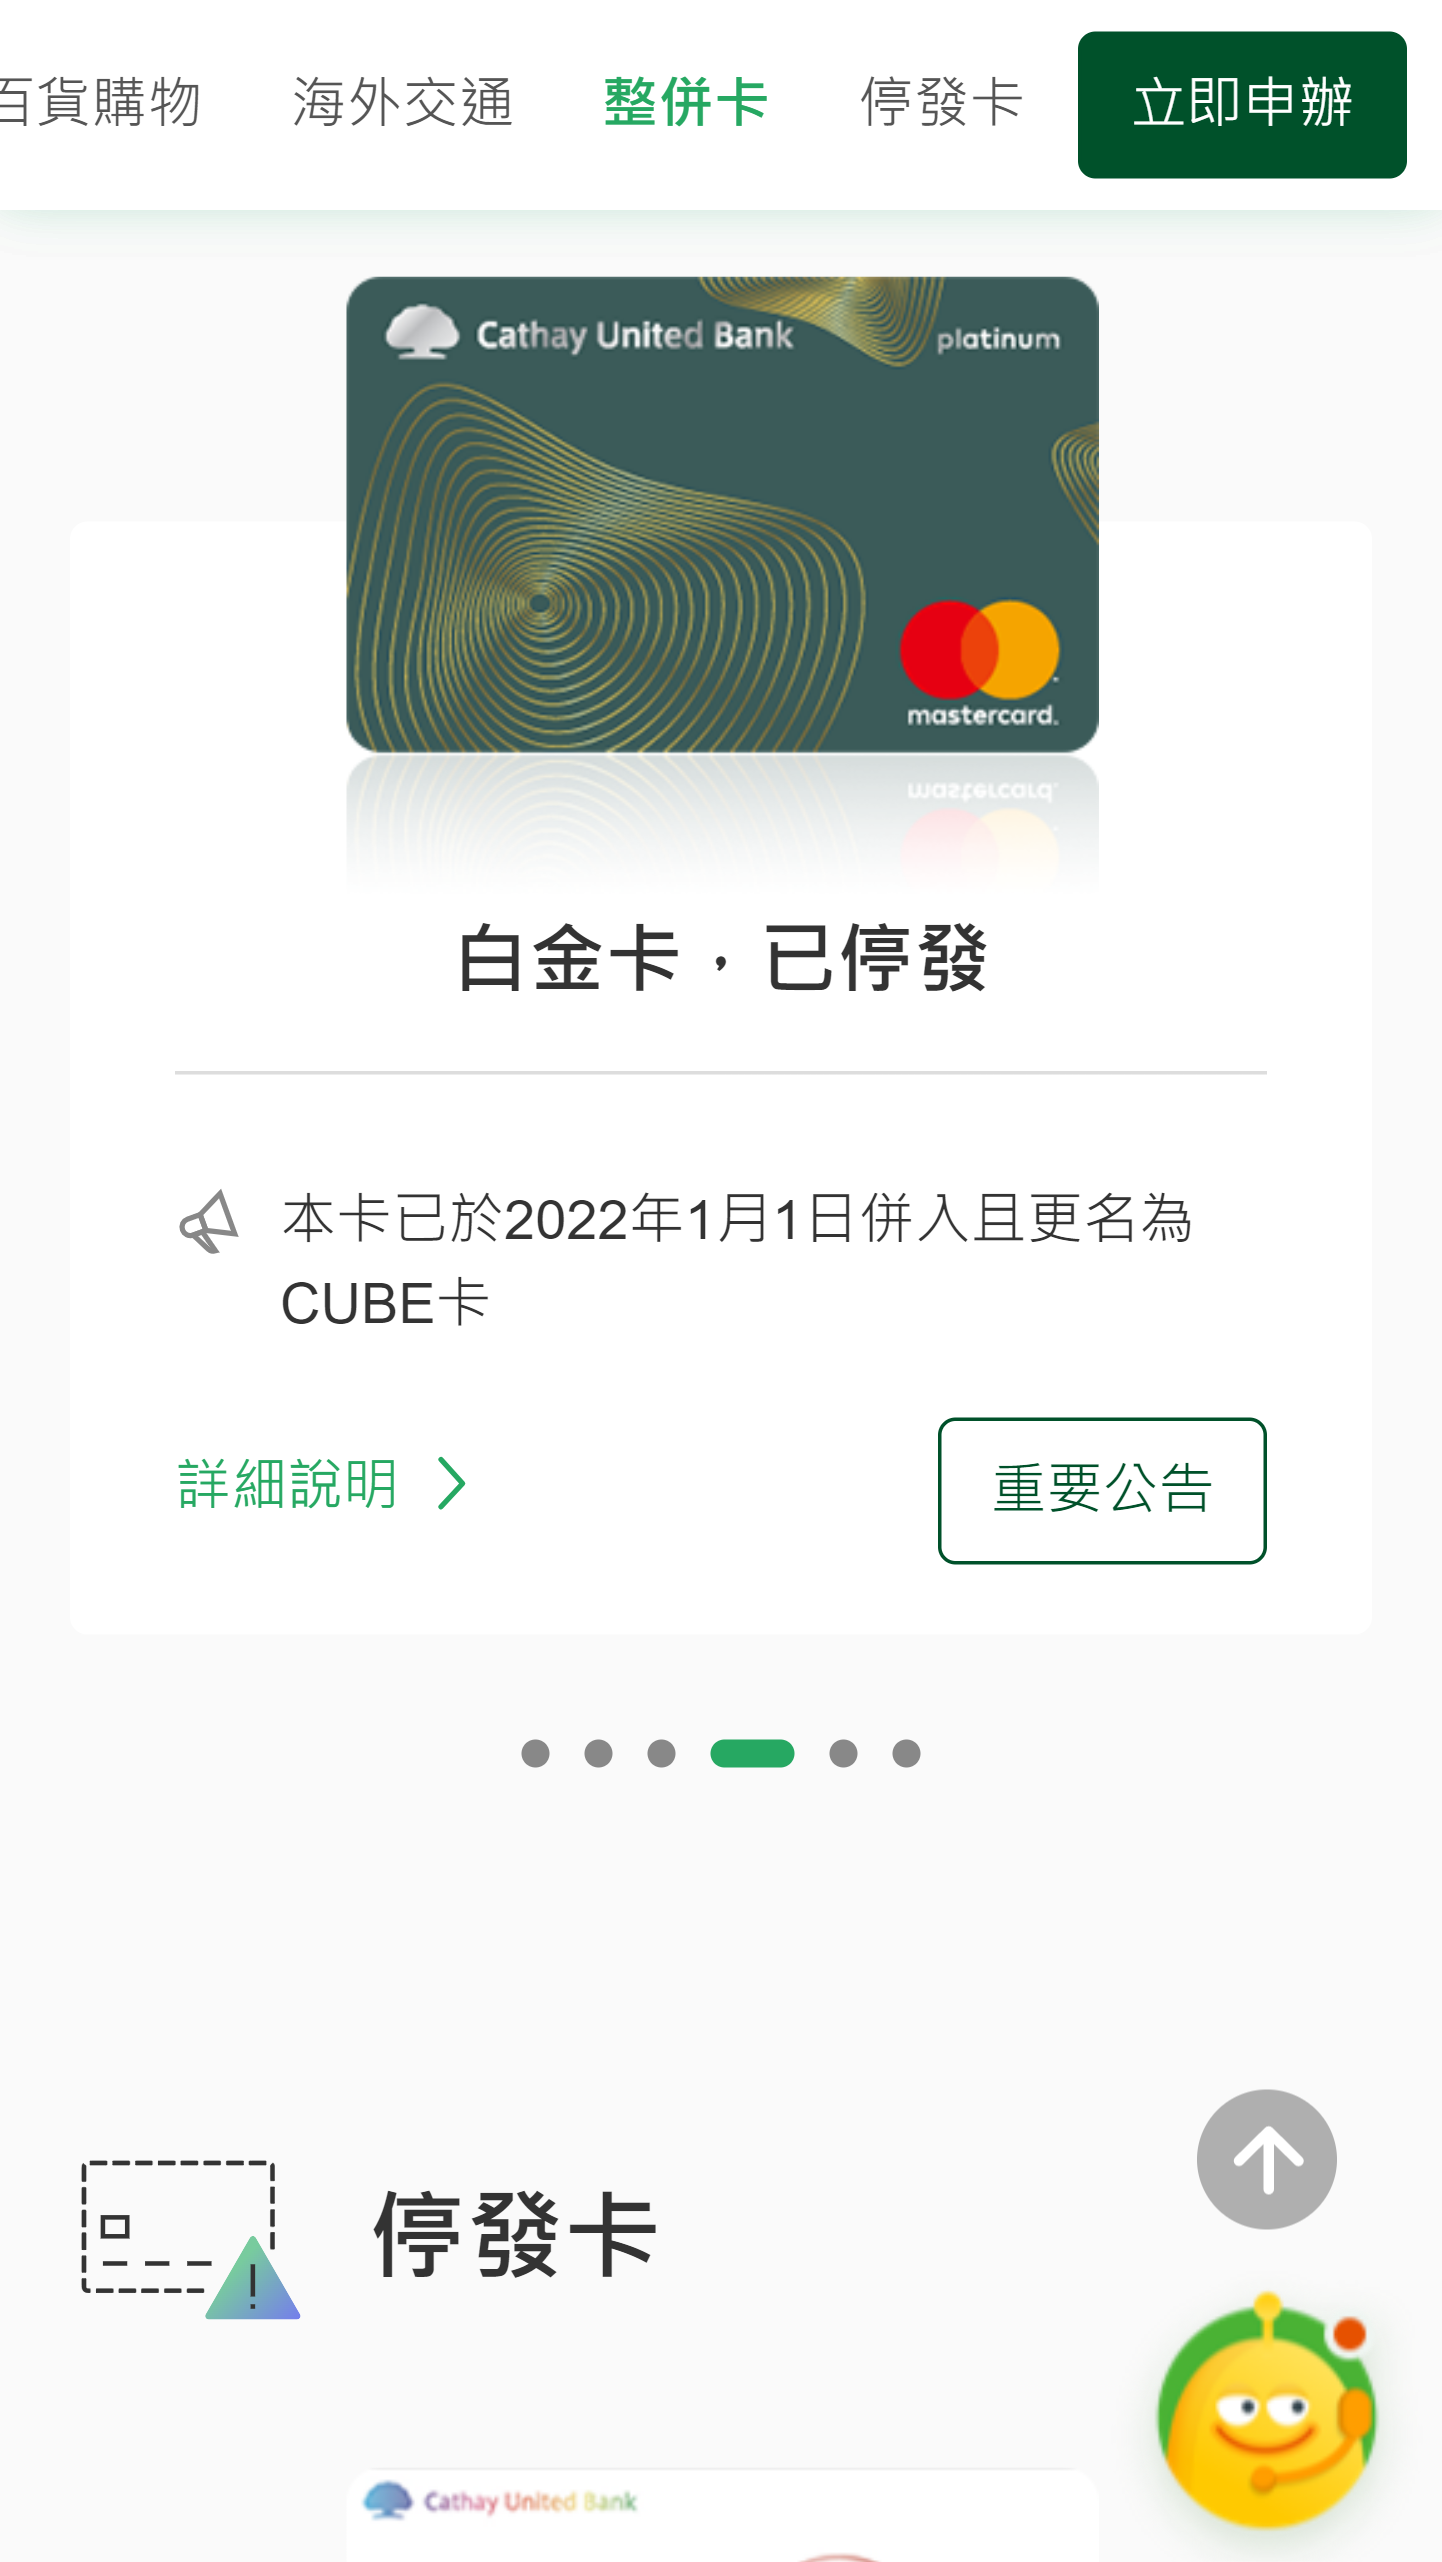 百貨購物 海外交通 整併卡 停發卡 立即申辦
Cathay United Bank platinum
mastercard.
白金卡，已停發
本卡已於2022年1月1日併入且更名為
CUBE卡
詳細說明
重要公告
停發卡
Cathay United Bank